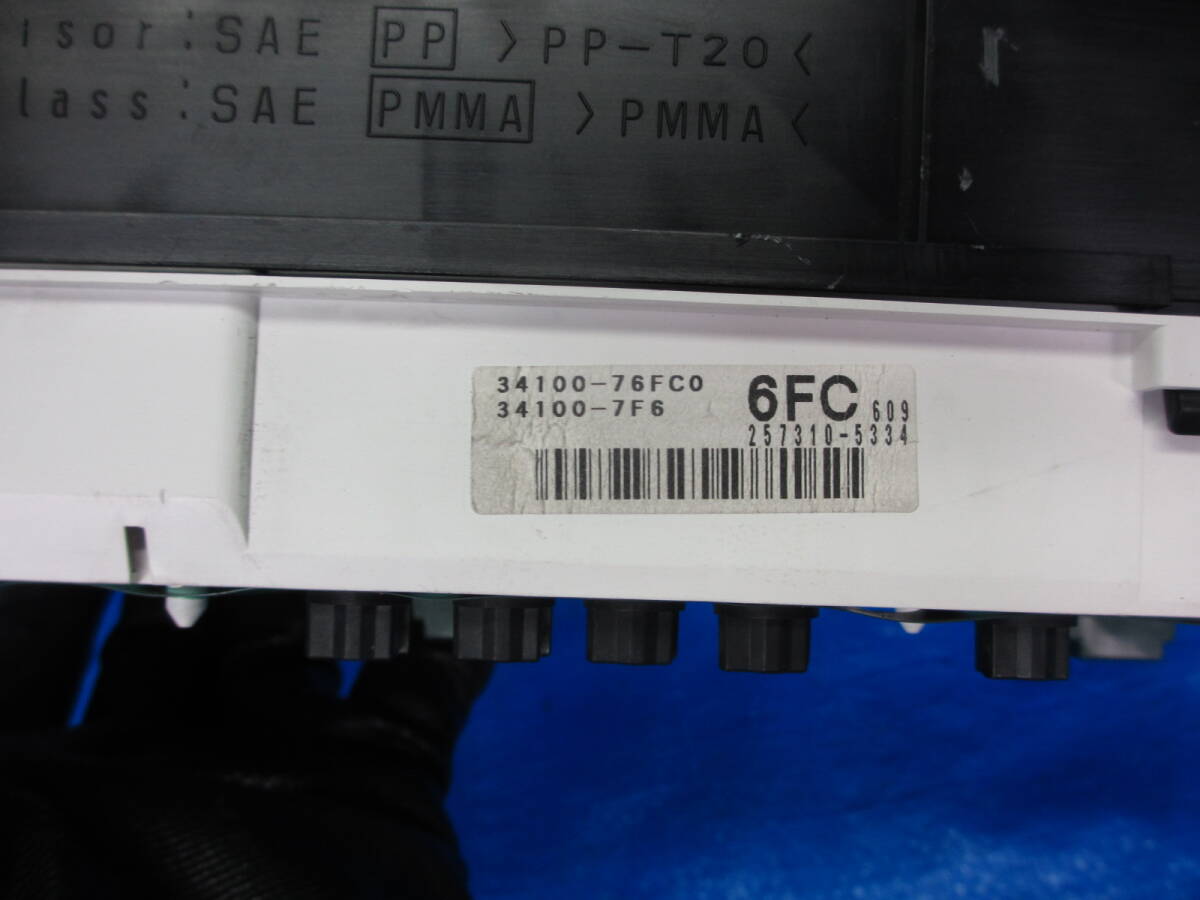 isor:SAE PP >PP-T20<
lass:SAE PMMA >PMMA<
34100-76FC0
34100-7F6
6FC 609
257310-5334